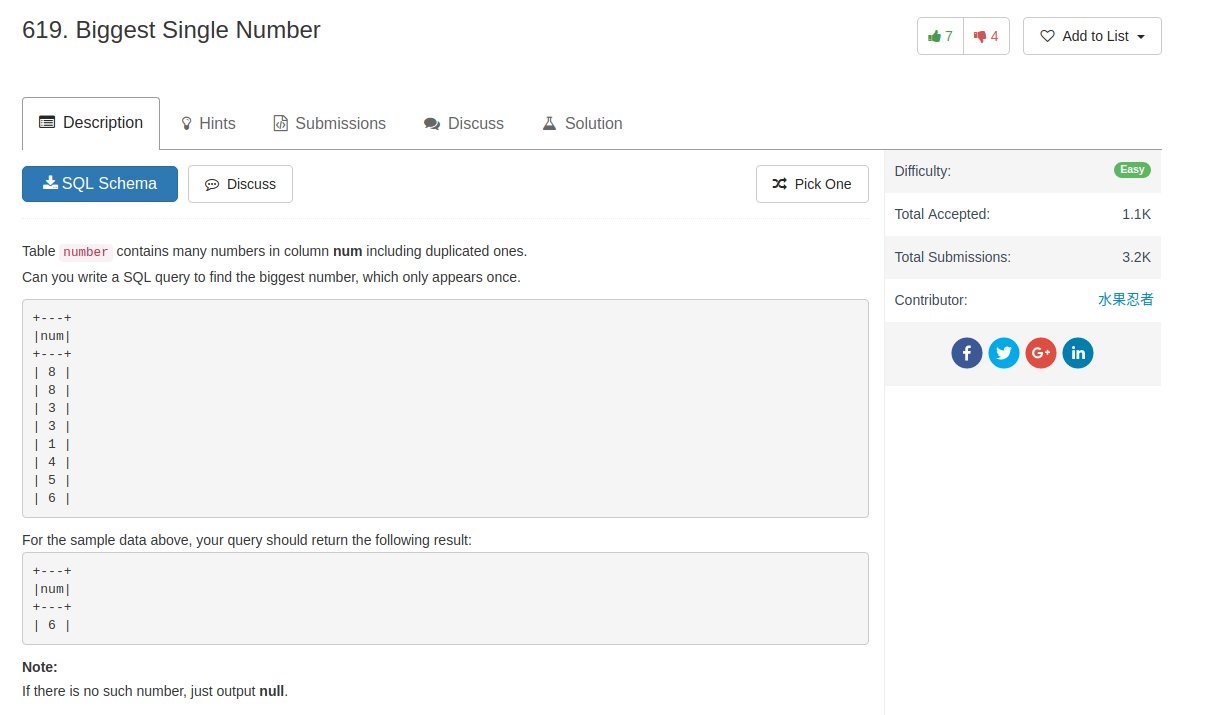 619. Biggest Single Number
7
4
Add to List
Description
Hints
Submissions
Discuss
Solution
SQL Schema
Discuss
Pick One
Table number contains many numbers in column num including duplicated ones.
Can you write a SQL query to find the biggest number, which only appears once.
+---+
|num|
+---+
| 8 |
| 8 |
| 3 |
| 3 |
| 1 |
| 4 |
| 5 |
| 6 |
For the sample data above, your query should return the following result:
+---+
|num|
+---+
| 6 |
Note:
If there is no such number, just output null.
Difficulty:
Easy
Total Accepted:
1.1K
Total Submissions:
3.2K
Contributor:
水果忍者
f
G+
in